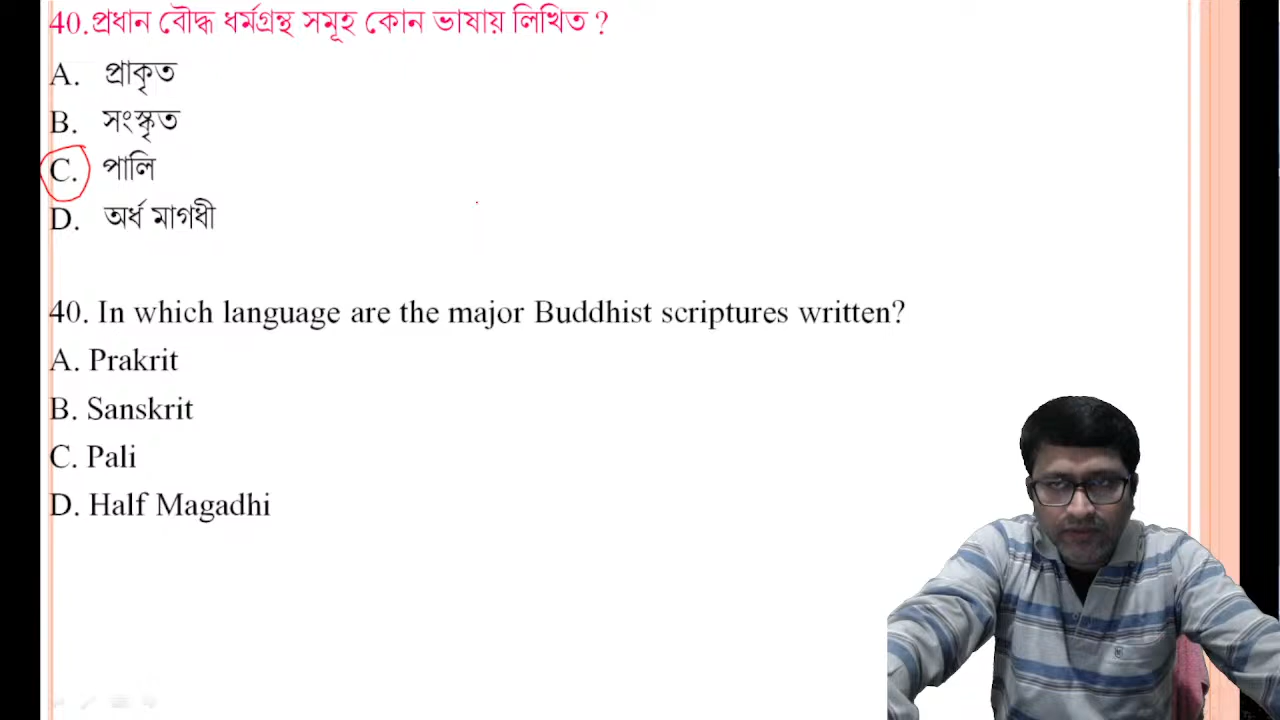 40.প্রধান বৌদ্ধ ধর্মগ্রন্থ সমূহ কোন ভাষায় লিখিত ?
A. প্রাকৃত
B. সংস্কৃত
C. পালি
D. অর্ধ মাগধী
40. In which language are the major Buddhist scriptures written?
A. Prakrit
B. Sanskrit
C. Pali
D. Half Magadhi